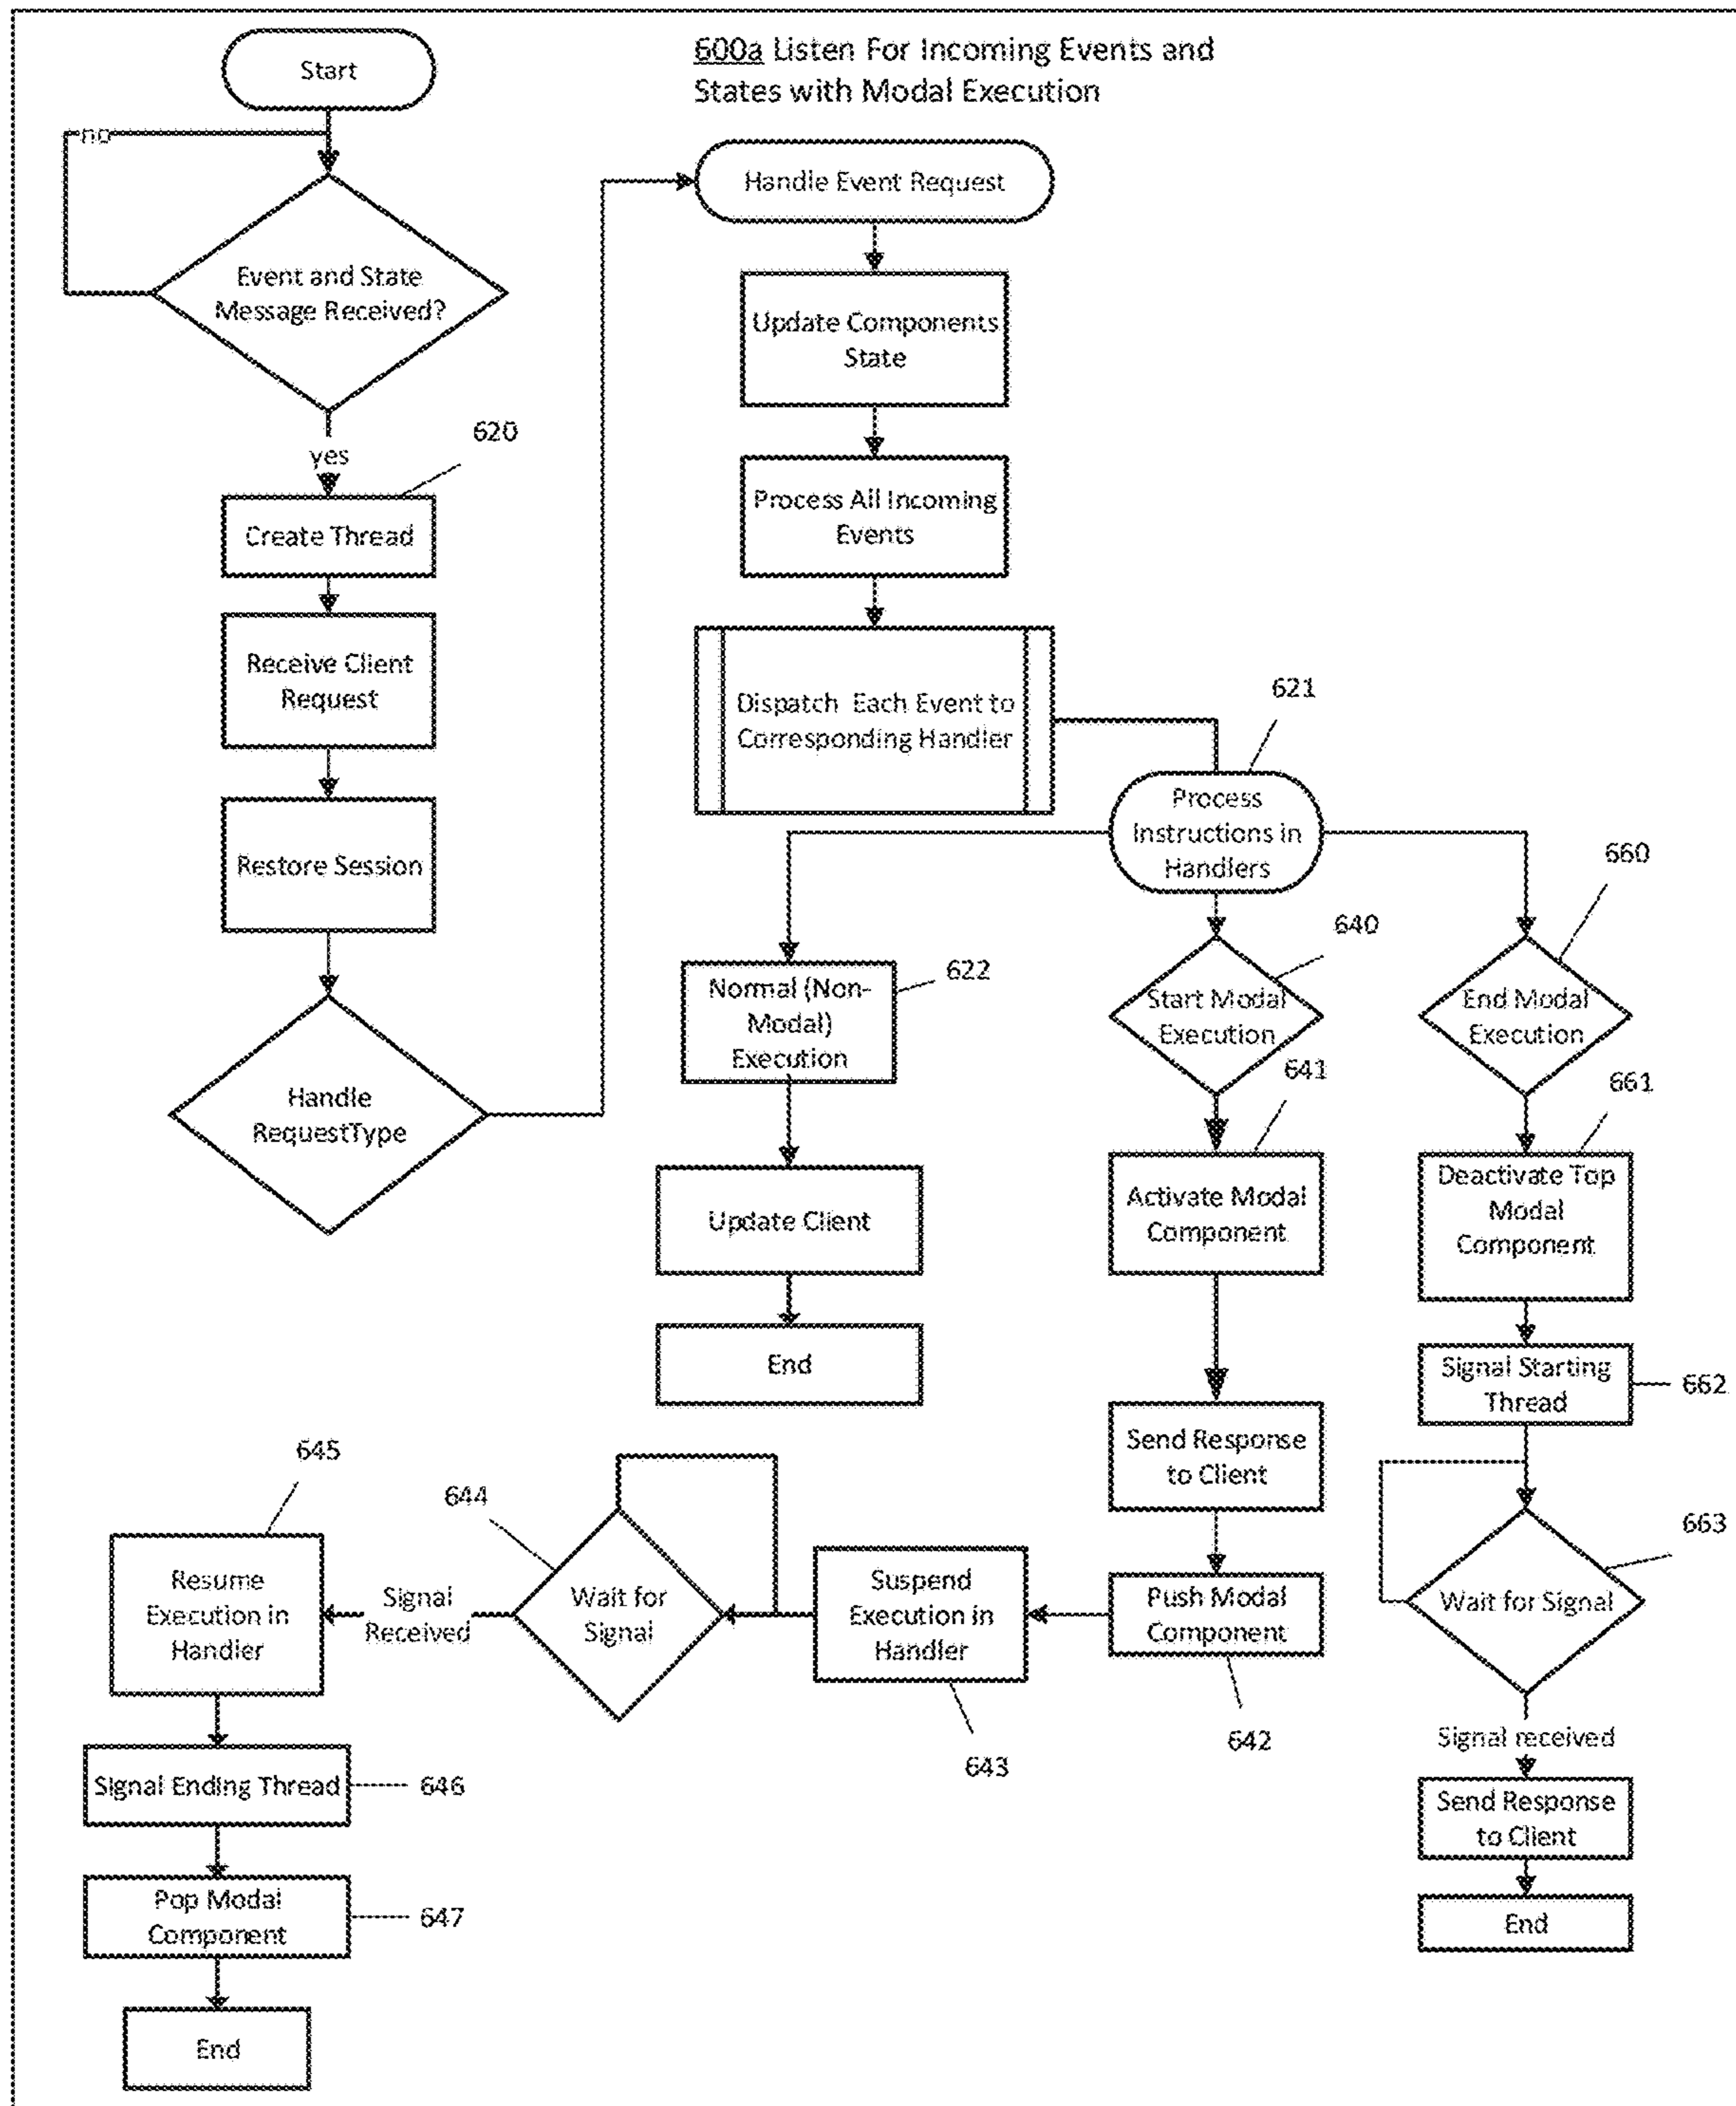 600a Listen For Incoming Events and
States with Modal Execution
Start
no
Event and State
Message Received?
yes
620
Create Thread
Receive Client
Request
Restore Session
Handle
RequestType
Handle Event Request
Update Components
State
Process All Incoming
Events
Dispatch Each Event to
Corresponding Handler
621
Process
Instructions in
Handlers
622
Normal (Non-
Modal)
Execution
Update Client
End
640
Start Modal
Execution
641
Activate Modal
Component
Send Response
to Client
Push Modal
Component
642
Suspend
Execution in
Handler
643
644
Wait for
Signal
Signal
Received
645
Resume
Execution in
Handler
Signal Ending Thread
646
Pop Modal
Component
647
End
660
End Modal
Execution
661
Deactivate Top
Modal
Component
Signal Starting
Thread
662
663
Wait for Signal
Signal received
Send Response
to Client
End